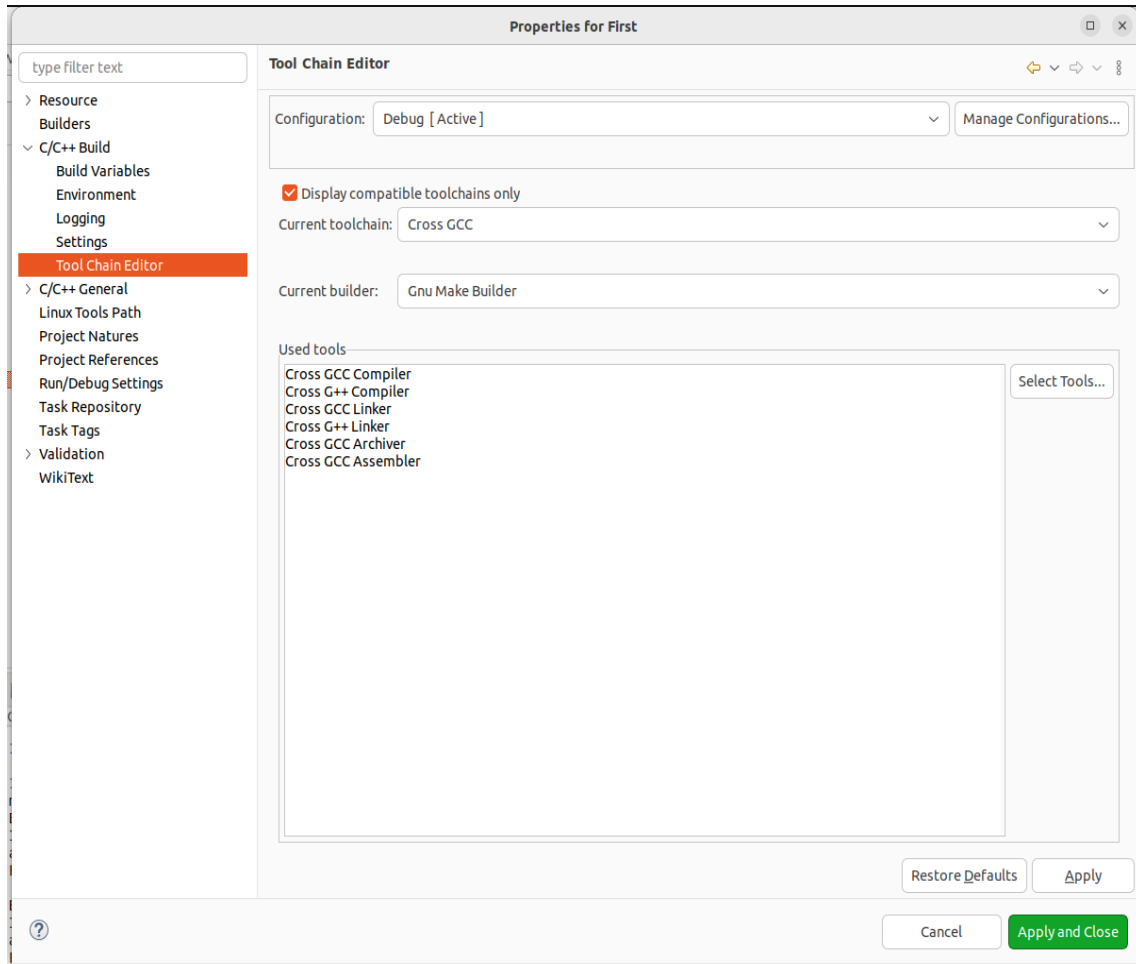 Properties for First
type filter text
Tool Chain Editor
Resource
Builders
C/C++ Build
Build Variables
Environment
Logging
Settings
Tool Chain Editor
C/C++ General
Linux Tools Path
Project Natures
Project References
Run/Debug Settings
Task Repository
Task Tags
Validation
WikiText
Configuration: Debug [ Active ] Manage Configurations...
Display compatible toolchains only
Current toolchain: Cross GCC
Current builder: Gnu Make Builder
Used tools
Cross GCC Compiler
Cross G++ Compiler
Cross GCC Linker
Cross G++ Linker
Cross GCC Archiver
Cross GCC Assembler
Select Tools...
Restore Defaults Apply
? Cancel Apply and Close